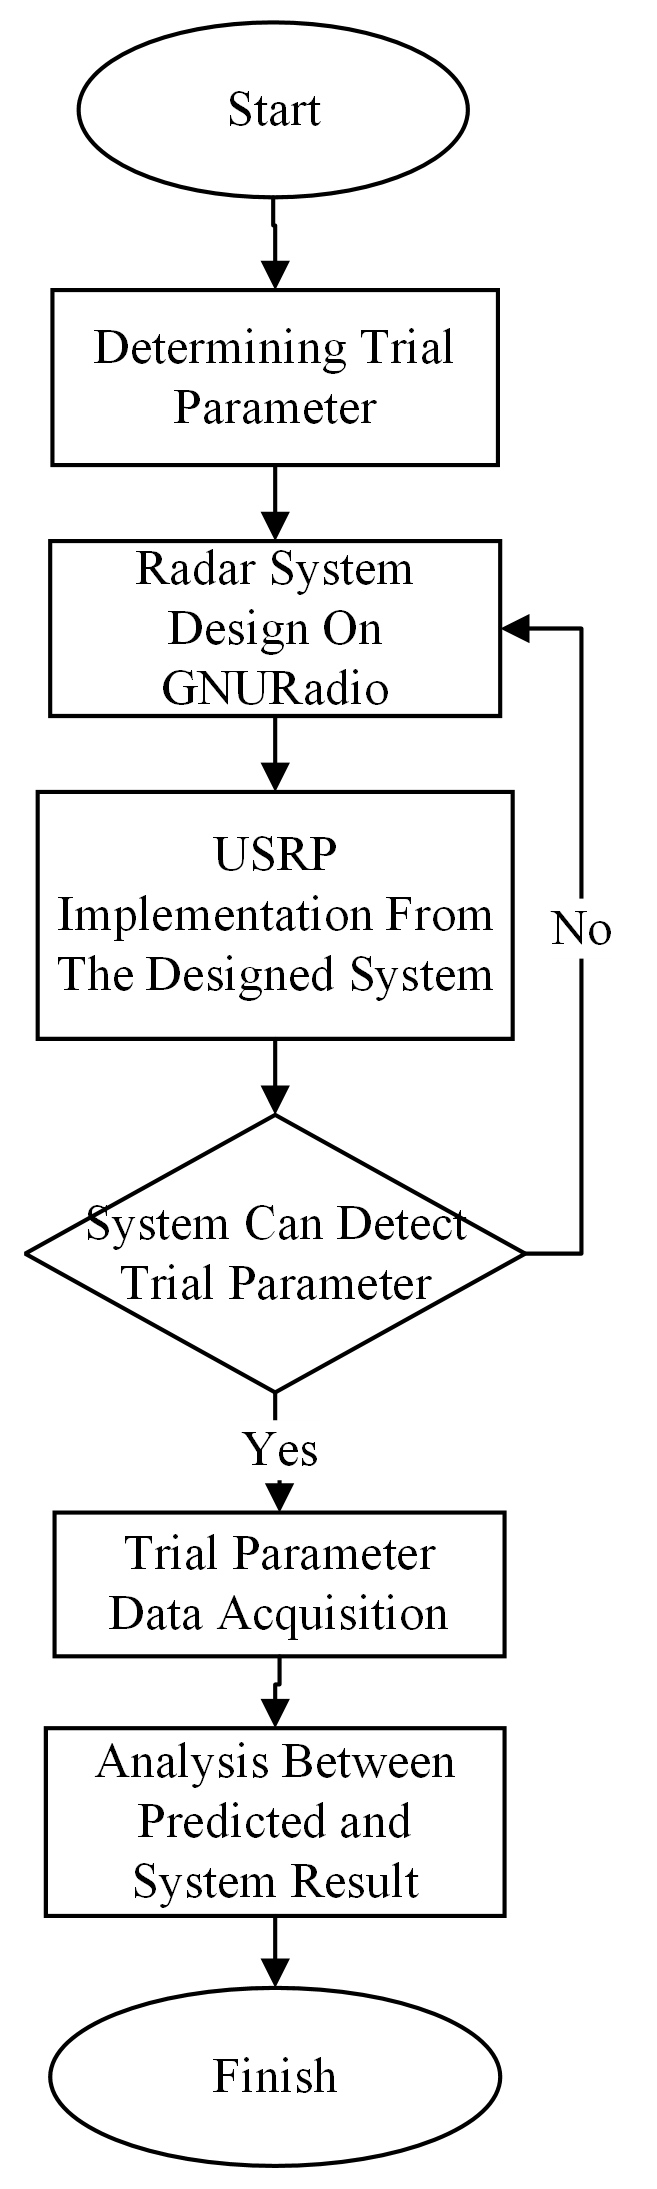 Start
Determining Trial
Parameter
Radar System
Design On
GNURadio
USRP
Implementation From
The Designed System
No
System Can Detect
Trial Parameter
Yes
Trial Parameter
Data Acquisition
Analysis Between
Predicted and
System Result
Finish